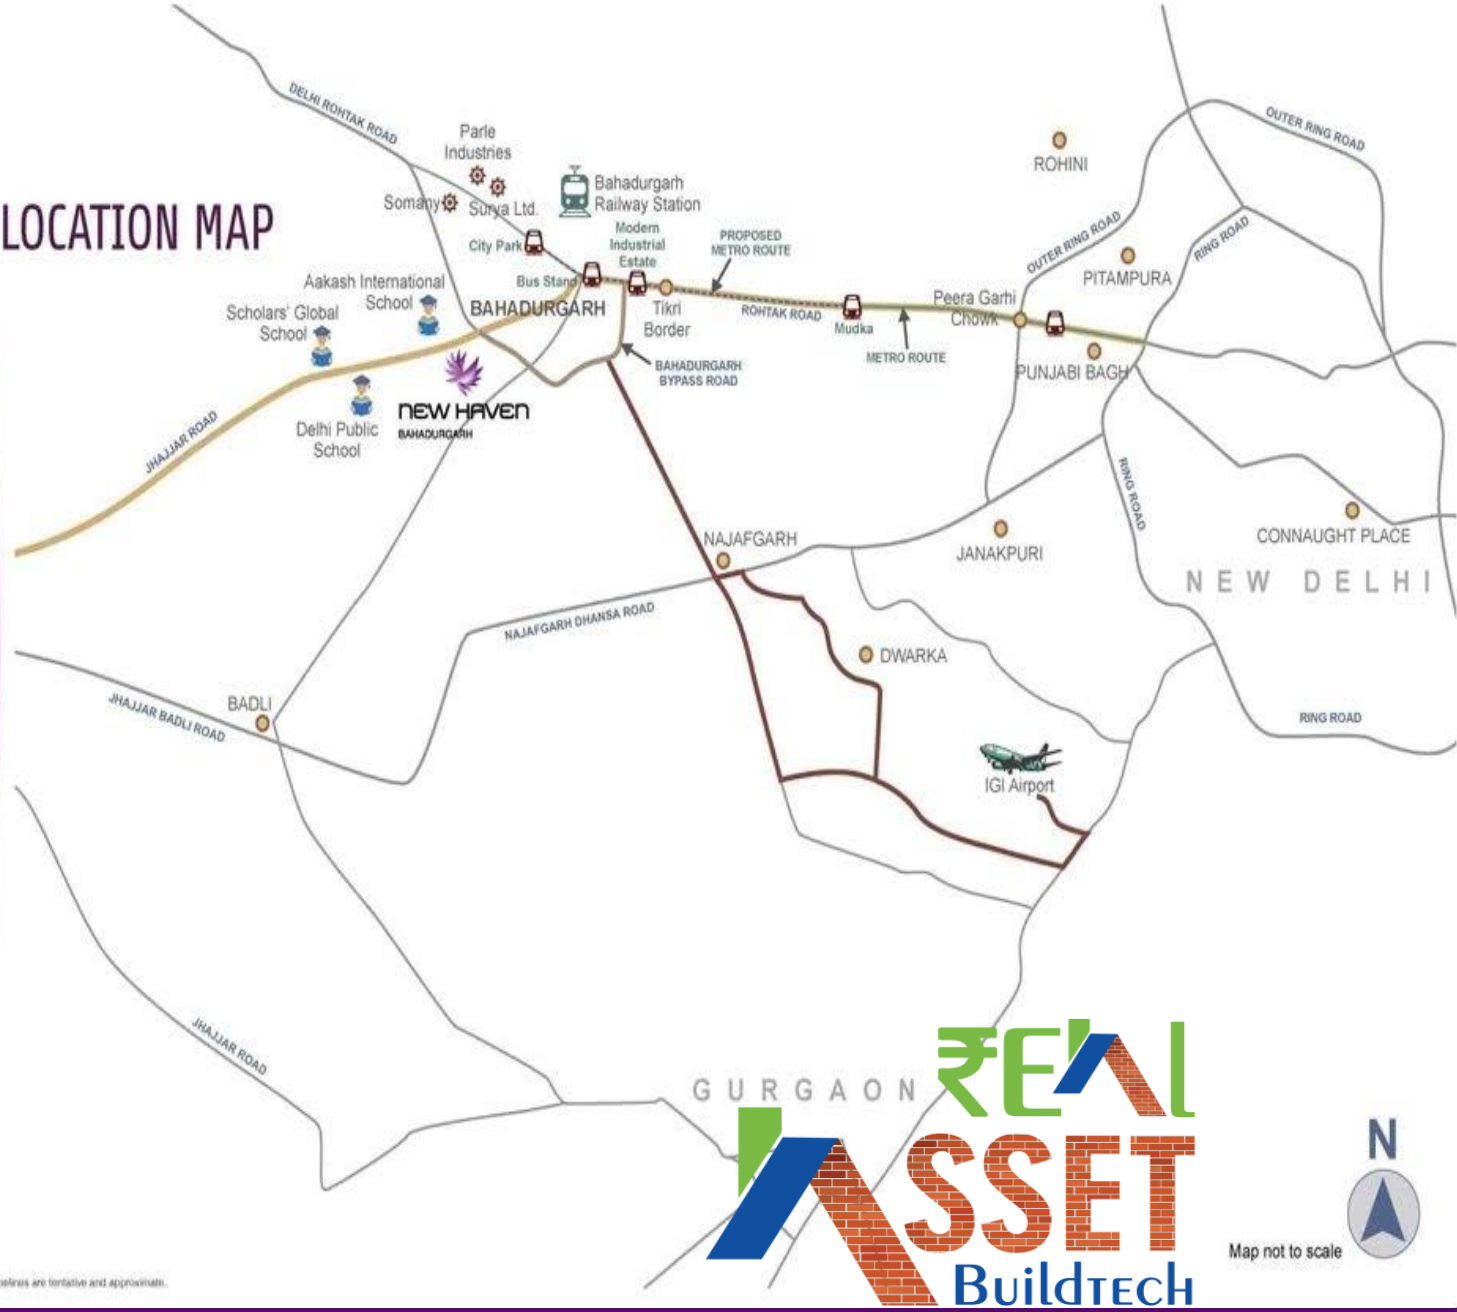 DELHI ROHTAK ROAD
Parle
Industries
Somany
Surya Ltd.
Bahadurgarh
Railway Station
OUTER RING ROAD
ROHINI
LOCATION MAP
City Park
Modern
Industrial
Estate
PROPOSED
METRO ROUTE
OUTER RING ROAD
RING ROAD
PITAMPURA
Aakash International
School
Bus Stand
BAHADURGARH
Tikri
Border
ROHTAK ROAD
Mudka
METRO ROUTE
Peera Garhi
Chowk
Scholars' Global
School
BAHADURGARH
BYPASS ROAD
PUNJABI BAGH
NEW HAVEN
BAHADURGARH
Delhi Public
School
JHAJJAR ROAD
RING ROAD
NAJAFGARH
JANAKPURI
CONNAUGHT PLACE
NEW DELHI
NAJAFGARH DHANSA ROAD
DWARKA
BADLI
JHAJJAR BADLI ROAD
RING ROAD
IGI Airport
JHAJJAR ROAD
GURGAON
₹EAl
ASSET
BuildTECH
N
Map not to scale
are tentative and approximate.